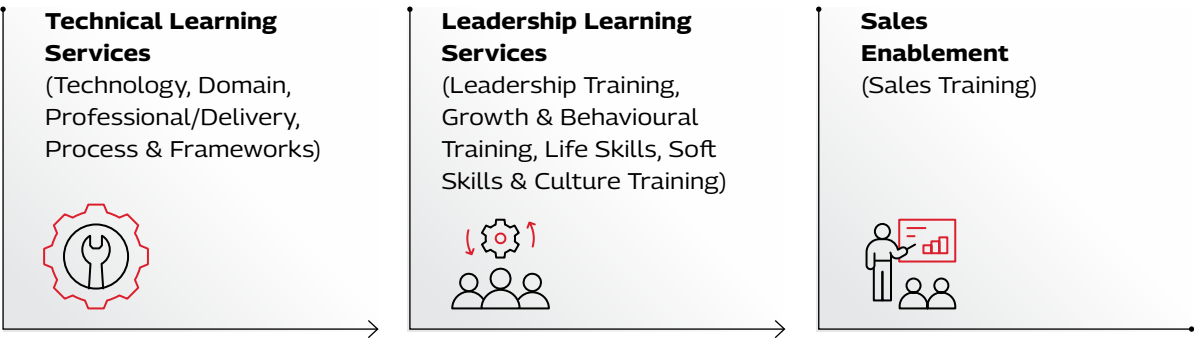 Technical Learning
Services
(Technology, Domain,
Professional/Delivery,
Process & Frameworks)
Leadership Learning
Services
(Leadership Training,
Growth & Behavioural
Training, Life Skills, Soft
Skills & Culture Training)
Sales
Enablement
(Sales Training)